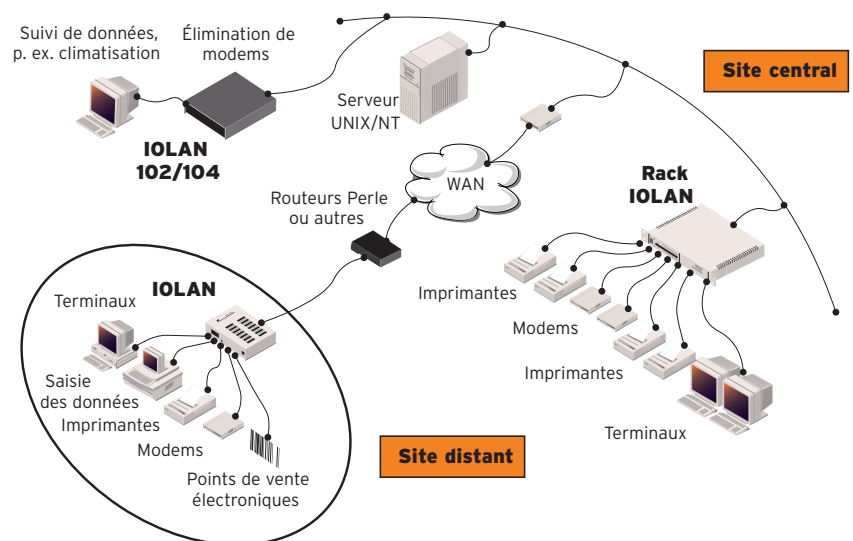 Suivi de données,
p. ex. climatisation
Élimination de
modems
Site central
Serveur
UNIX/NT
IOLAN
102/104
WAN
Rack
IOLAN
Routeurs Perle
ou autres
IOLAN
Imprimantes
Terminaux
Modems
Saisie
des données
Imprimantes
Imprimantes
Modems
Terminaux
Site distant
Points de vente
électroniques